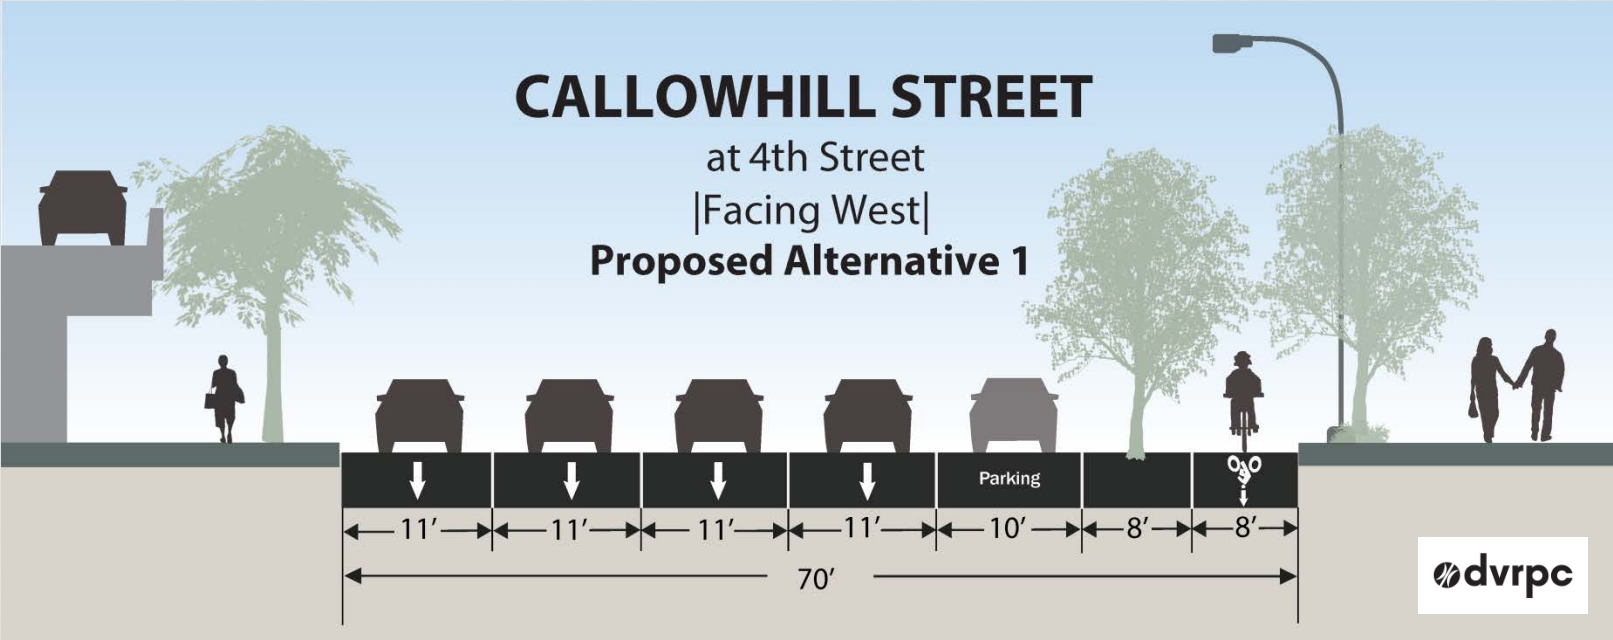 CALLOWHILL STREET
at 4th Street
|Facing West|
Proposed Alternative 1
Parking
11’ 11’ 11’ 11’ 10’ 8’ 8’
70’
dvrpc